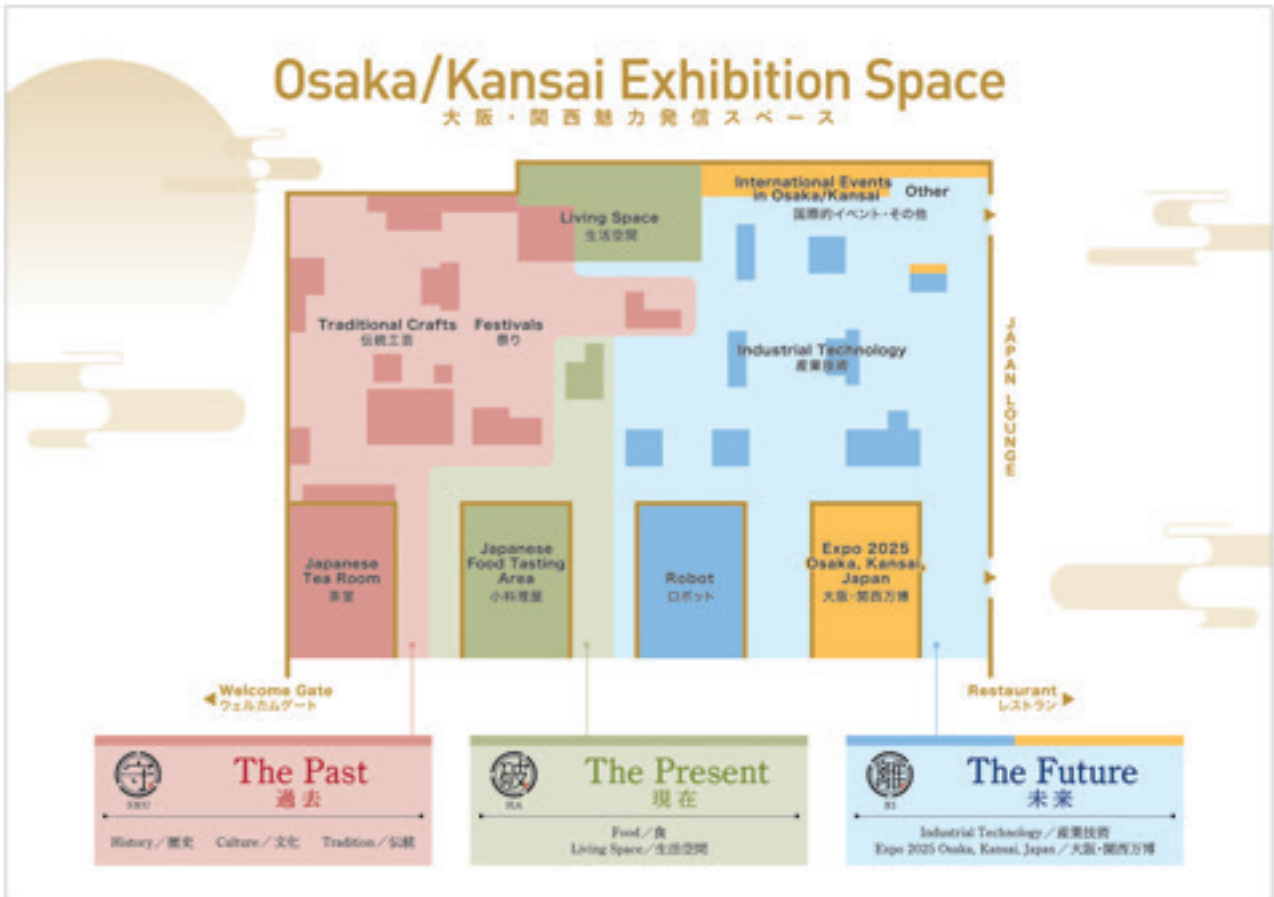 Osaka/Kansai Exhibition Space
大阪・関西魅力発信スペース
International Events
in Osaka/Kansai
Other
国際的イベント・その他
Living Space
生活空間
Traditional Crafts
伝統工芸
Festivals
祭り
Industrial Technology
産業技術
JAPAN LOUNGE
Japanese
Tea Room
茶室
Japanese
Food Tasting
Area
小料理屋
Robot
ロボット
Expo 2025
Osaka, Kansai,
Japan
大阪・関西万博
Welcome Gate
ウェルカムゲート
Restaurant
レストラン
守
SHU
The Past
過去
History／歴史 Culture／文化 Tradition／伝統
破
HA
The Present
現在
Food／食
Living Space／生活空間
離
RI
The Future
未来
Industrial Technology／産業技術
Expo 2025 Osaka, Kansai, Japan／大阪・関西万博